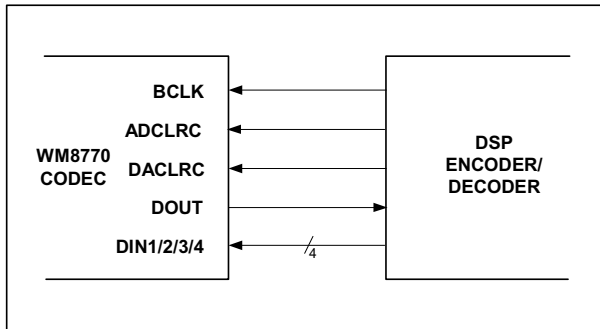 BCLK
ADCLRC
WM8770
CODEC
DACLRC
DOUT
DIN1/2/3/4
4
DSP
ENCODER/
DECODER